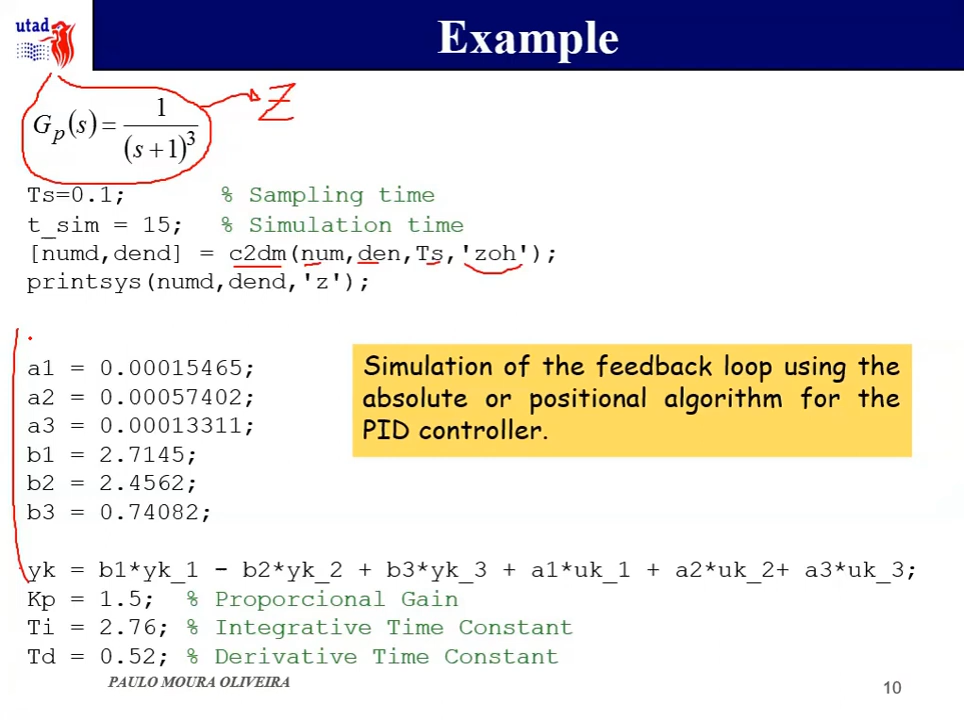 utad
Example
Z
G_p(s) = 1 / (s+1)^3
Ts=0.1; % Sampling time
t_sim = 15; % Simulation time
[numd,dend] = c2dm(num,den,Ts,'zoh');
printsys(numd,dend,'z');
a1 = 0.00015465;
a2 = 0.00057402;
a3 = 0.00013311;
b1 = 2.7145;
b2 = 2.4562;
b3 = 0.74082;
Simulation of the feedback loop using the
absolute or positional algorithm for the
PID controller.
yk = b1*yk_1 - b2*yk_2 + b3*yk_3 + a1*uk_1 + a2*uk_2+ a3*uk_3;
Kp = 1.5; % Proporcional Gain
Ti = 2.76; % Integrative Time Constant
Td = 0.52; % Derivative Time Constant
PAULO MOURA OLIVEIRA
10